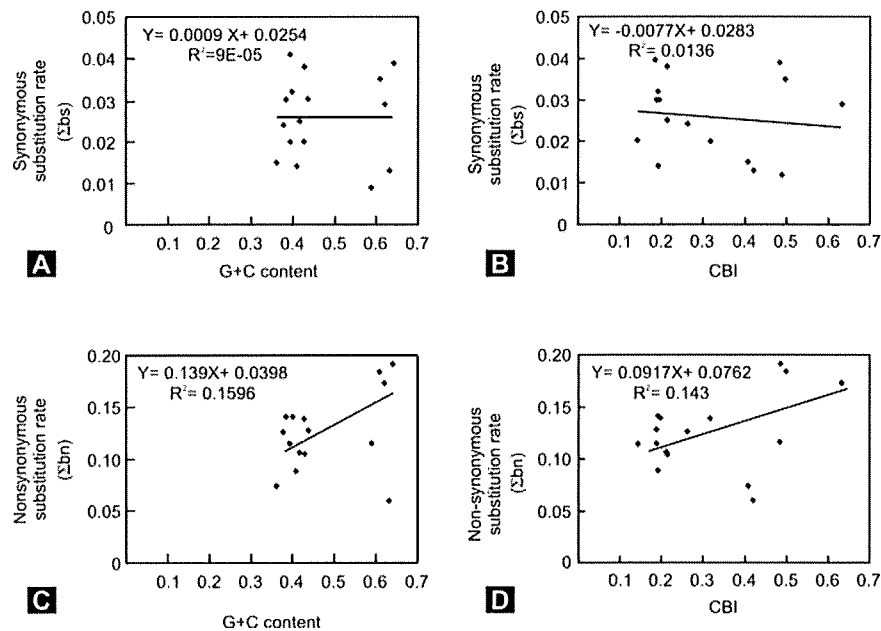 Y= 0.0009 X+ 0.0254
R²=9E-05
0.05
0.04
0.03
0.02
0.01
0
0.1 0.2 0.3 0.4 0.5 0.6 0.7
Synonymous
substitution rate
(Σbs)
G+C content
A
Y= -0.0077X+ 0.0283
R²= 0.0136
0.05
0.04
0.03
0.02
0.01
0
0.1 0.2 0.3 0.4 0.5 0.6 0.7
Synonymous
substitution rate
(Σbs)
CBI
B
Y= 0.139X+ 0.0398
R²= 0.1596
0.20
0.15
0.10
0.05
0
0.1 0.2 0.3 0.4 0.5 0.6 0.7
Nonsynonymous
substitution rate
(Σbn)
G+C content
C
Y= 0.0917X+ 0.0762
R²= 0.143
0.20
0.15
0.10
0.05
0
0.1 0.2 0.3 0.4 0.5 0.6 0.7
Non-synonymous
substitution rate
(Σbn)
CBI
D